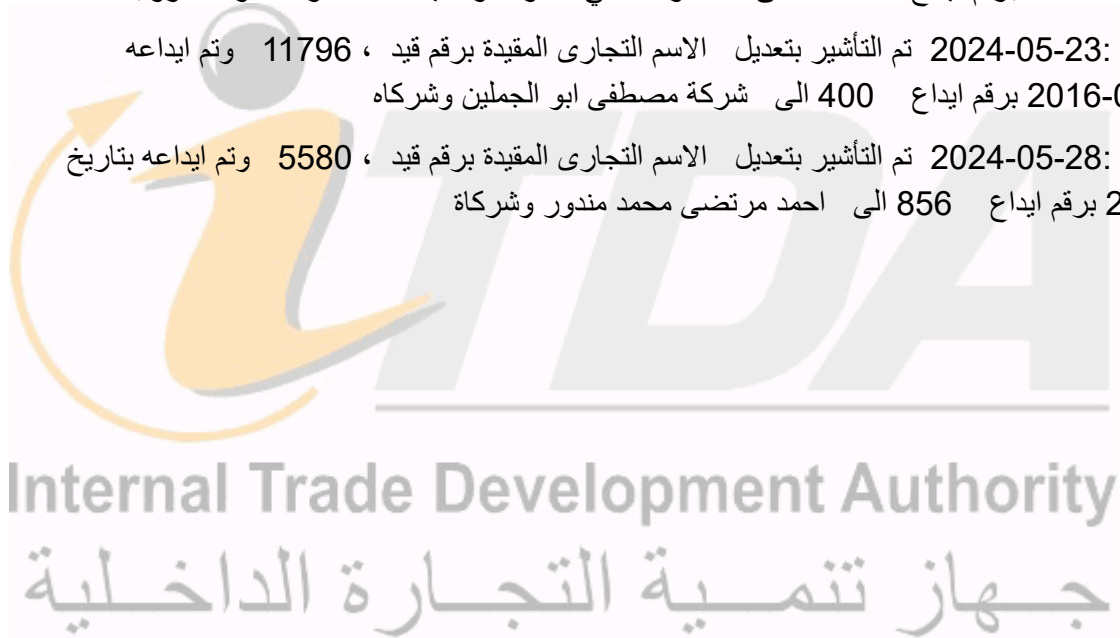 2024-05-23: تم التأشير بتعديل الاسم التجارى المقيدة برقم قيد ، 11796 وتم ايداعه
برقم ايداع 400 الى شركة مصطفى ابو الجملين وشركاه
2024-05-28: تم التأشير بتعديل الاسم التجارى المقيدة برقم قيد ، 5580 وتم ايداعه بتاريخ
برقم ايداع 856 الى احمد مرتضى محمد مندور وشركاة
iTDA
Internal Trade Development Authority
جهاز تنمية التجارة الداخلية